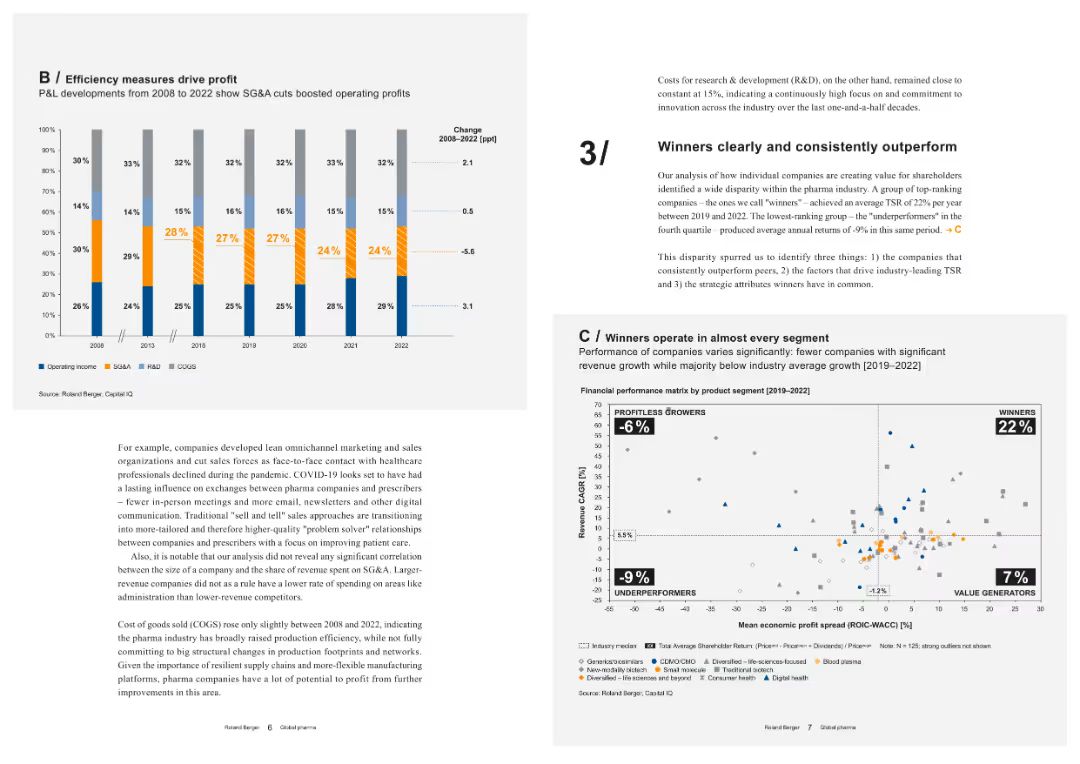 B / Efficiency measures drive profit
P&L developments from 2008 to 2022 show SG&A cuts boosted operating profits
Change
2008–2022 [ppt]
100%
90%
80%
70%
60%
50%
40%
30%
20%
10%
0%
30% 33% 32% 32% 32% 33% 32% 2.1
14% 14% 15% 16% 16% 15% 15% 0.5
30% 29% 28% 27% 27% 24% 24% -5.6
26% 24% 25% 25% 25% 28% 29% 3.1
2008 2013 2018 2019 2020 2021 2022
Operating income SG&A R&D COGS
Source: Roland Berger, Capital IQ
For example, companies developed lean omnichannel marketing and sales
organizations and cut sales forces as face-to-face contact with healthcare
professionals declined during the pandemic. COVID-19 looks set to have had
a lasting influence on exchanges between pharma companies and prescribers
– fewer in-person meetings and more email, newsletters and other digital
communication. Traditional "sell and tell" sales approaches are transitioning
into more-tailored and therefore higher-quality "problem solver" relationships
between companies and prescribers with a focus on improving patient care.
Also, it is notable that our analysis did not reveal any significant correlation
between the size of a company and the share of revenue spent on SG&A. Larger-
revenue companies did not as a rule have a lower rate of spending on areas like
administration than lower-revenue competitors.
Cost of goods sold (COGS) rose only slightly between 2008 and 2022, indicating
the pharma industry has broadly raised production efficiency, while not fully
committing to big structural changes in production footprints and networks.
Given the importance of resilient supply chains and more-flexible manufacturing
platforms, pharma companies have a lot of potential to profit from further
improvements in this area.
Roland Berger 6 Global pharma
Costs for research & development (R&D), on the other hand, remained close to
constant at 15%, indicating a continuously high focus on and commitment to
innovation across the industry over the last one-and-a-half decades.
3/ Winners clearly and consistently outperform
Our analysis of how individual companies are creating value for shareholders
identified a wide disparity within the pharma industry. A group of top-ranking
companies – the ones we call "winners" – achieved an average TSR of 22% per year
between 2019 and 2022. The lowest-ranking group – the "underperformers" in the
fourth quartile – produced average annual returns of -9% in this same period. → C
This disparity spurred us to identify three things: 1) the companies that
consistently outperform peers, 2) the factors that drive industry-leading TSR
and 3) the strategic attributes winners have in common.
C / Winners operate in almost every segment
Performance of companies varies significantly: fewer companies with significant
revenue growth while majority below industry average growth [2019–2022]
Financial performance matrix by product segment [2019–2022]
Revenue CAGR [%]
70
65
60
55
50
45
40
35
30
25
20
15
10
5
0
-5
-10
-15
-20
-25
PROFITLESS GROWERS
-6%
WINNERS
22%
5.5%
-9%
UNDERPERFORMERS
-1.2%
7%
VALUE GENERATORS
-55 -50 -45 -40 -35 -30 -25 -20 -15 -10 -5 0 5 10 15 20 25 30
Mean economic profit spread (ROIC-WACC) [%]
Industry median Total Average Shareholder Return: Note: N = 125; strong outliers not shown
Generics/biosimilars CDMO/CMO Diversified – life-sciences-focused Blood plasma
New-modality biotech Small molecule Traditional biotech
Diversified – life sciences and beyond Consumer health Digital health
Source: Roland Berger, Capital IQ
Roland Berger 7 Global pharma